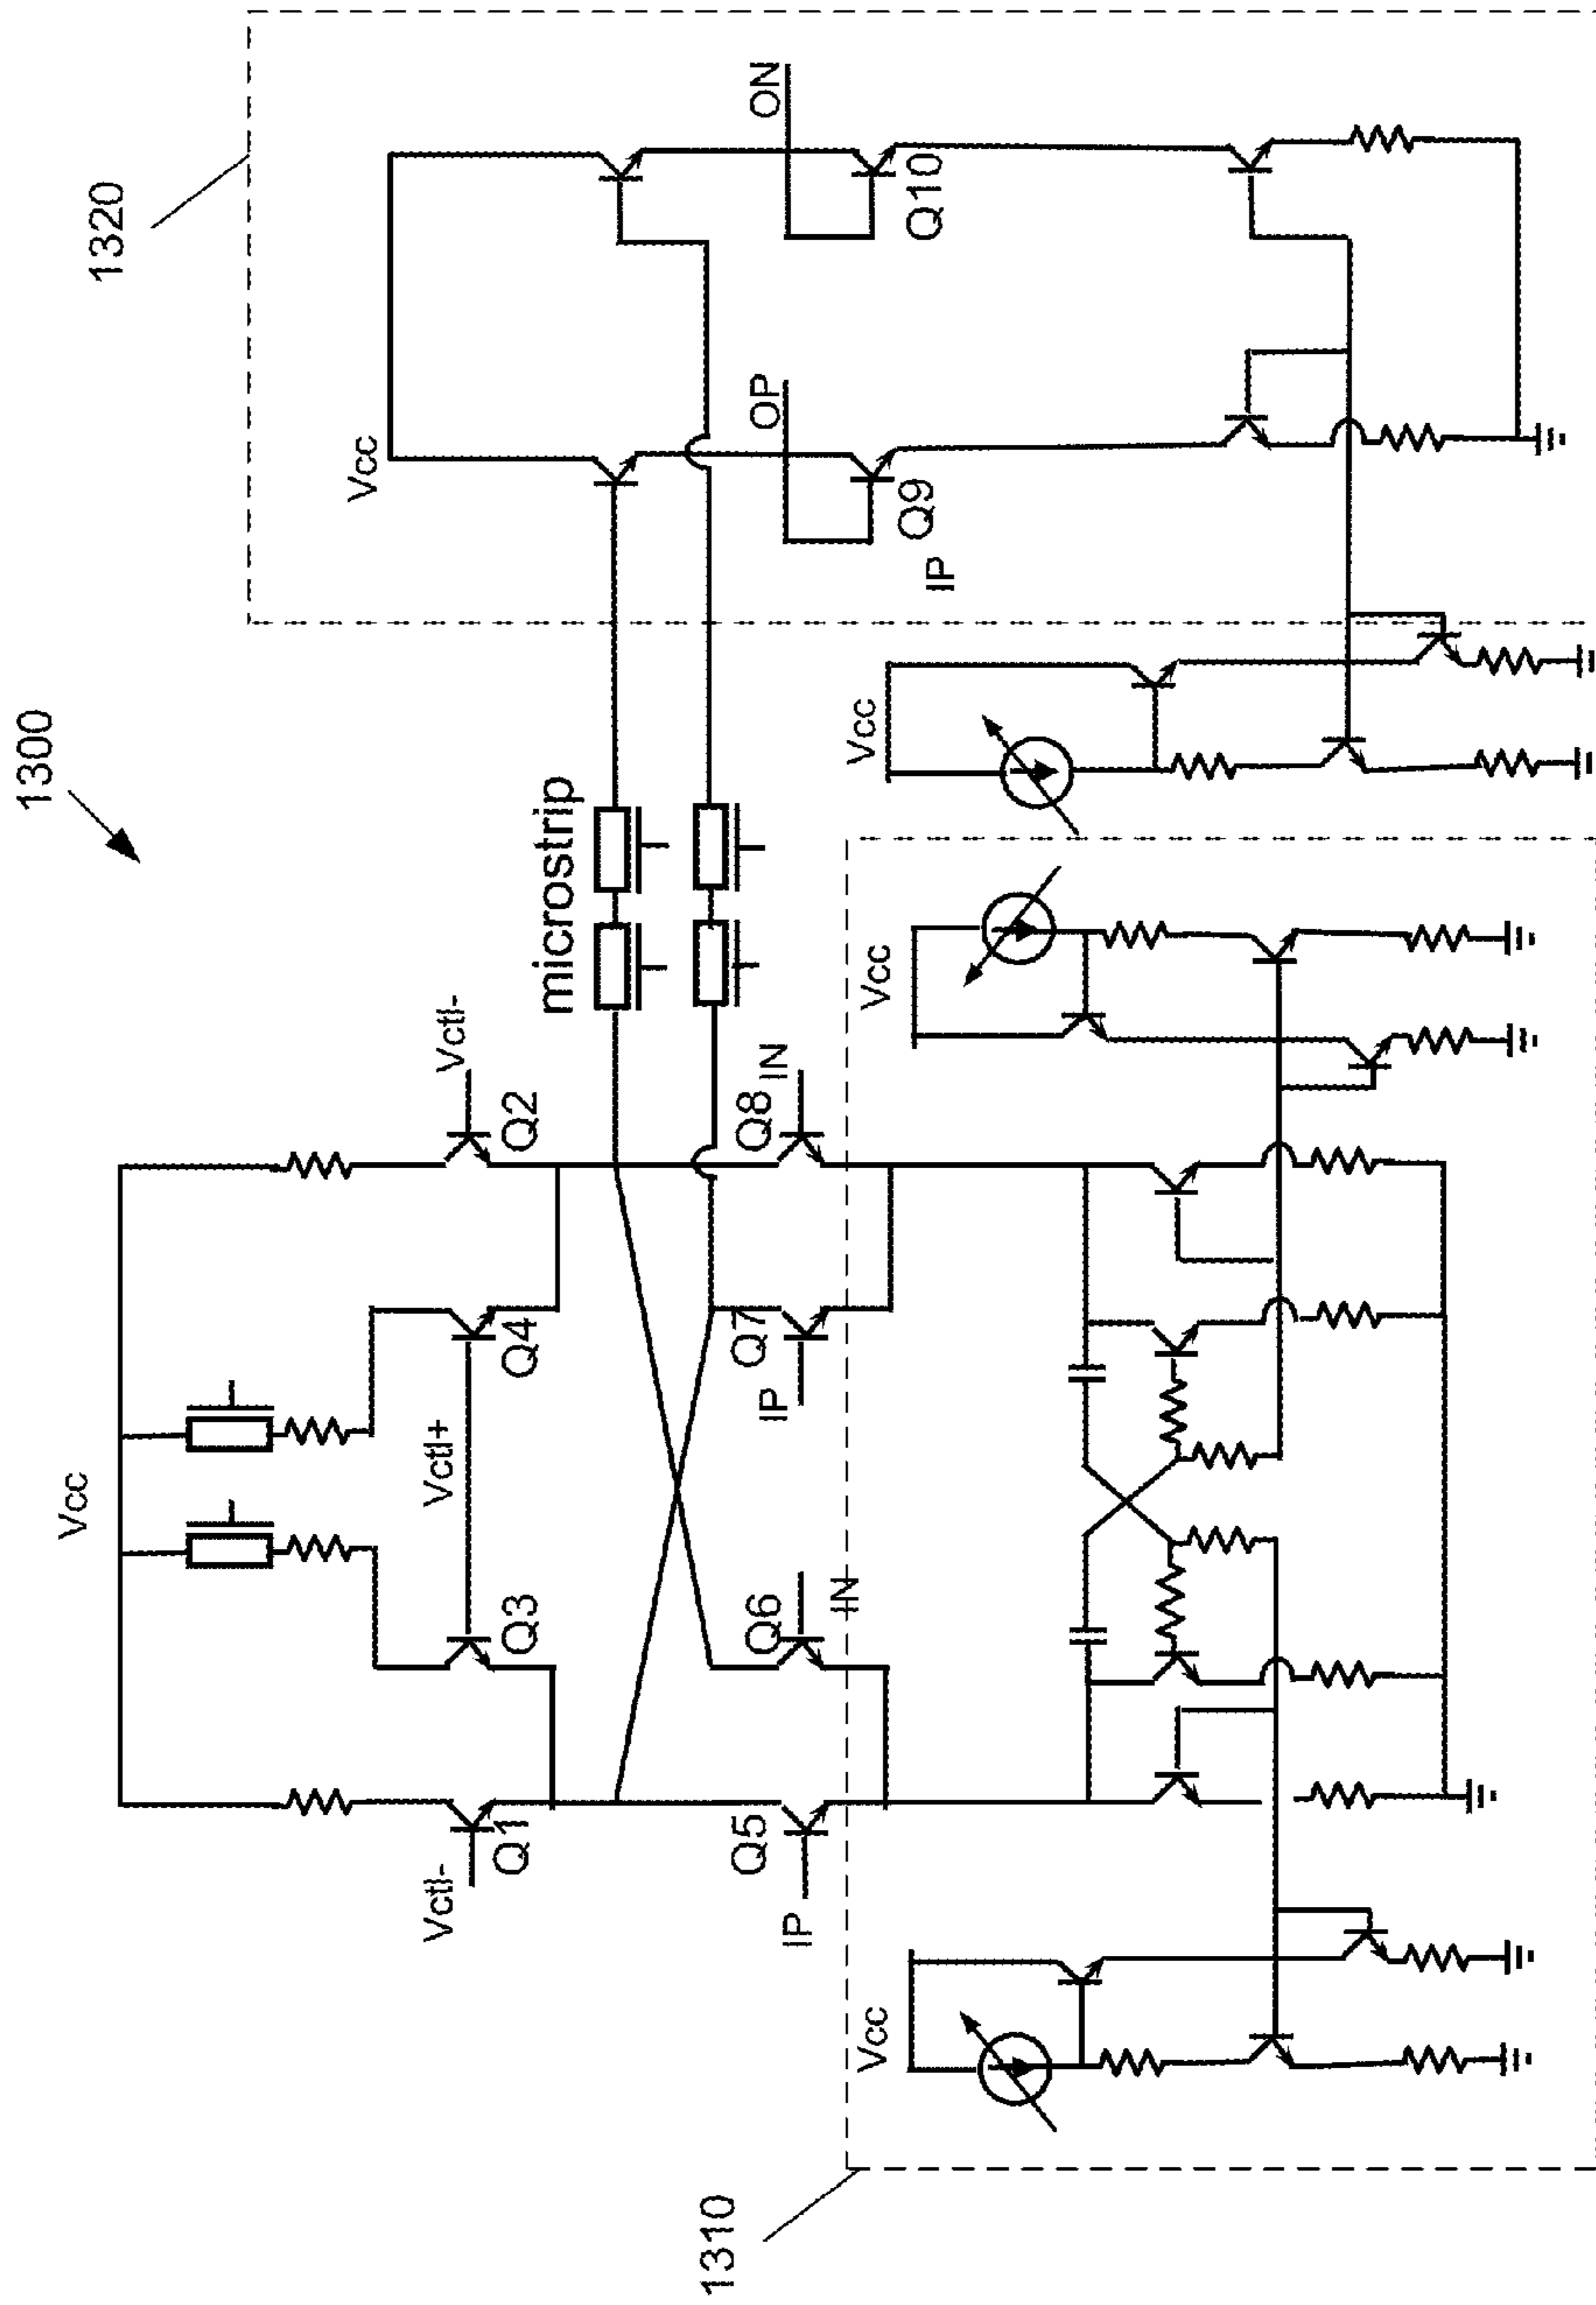 1300
1320
Vcc
Vctl+
Vctl-
Q1
Q3
Q4
Q2
Vctl-
microstrip
Vcc
OP
ON
IP
Q5
Q6
IN
IP
Q7
Q8
IN
Q9
IP
Q10
1310
Vcc
Vcc
Vcc